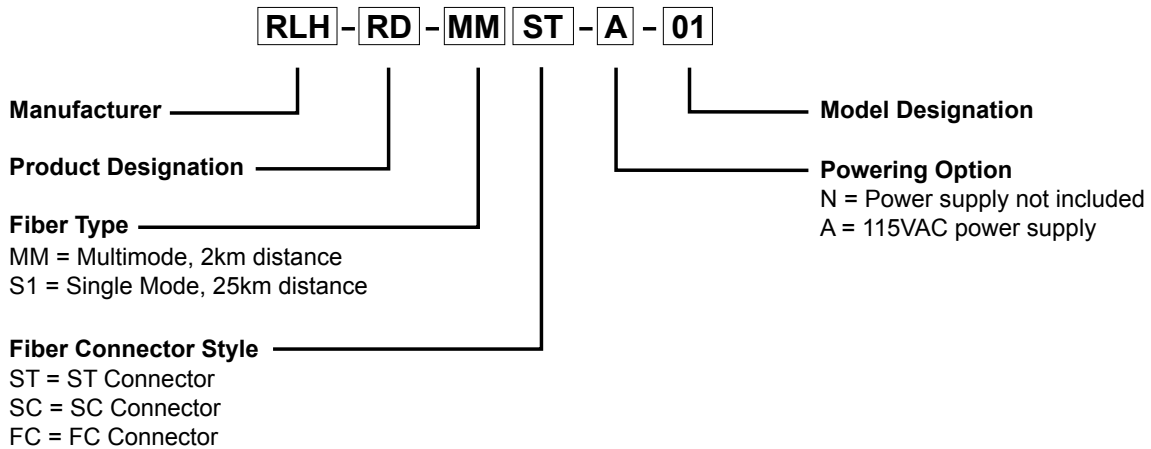 RLH - RD - MM ST - A - 01
Manufacturer
Product Designation
Fiber Type
MM = Multimode, 2km distance
S1 = Single Mode, 25km distance
Fiber Connector Style
ST = ST Connector
SC = SC Connector
FC = FC Connector
Model Designation
Powering Option
N = Power supply not included
A = 115VAC power supply